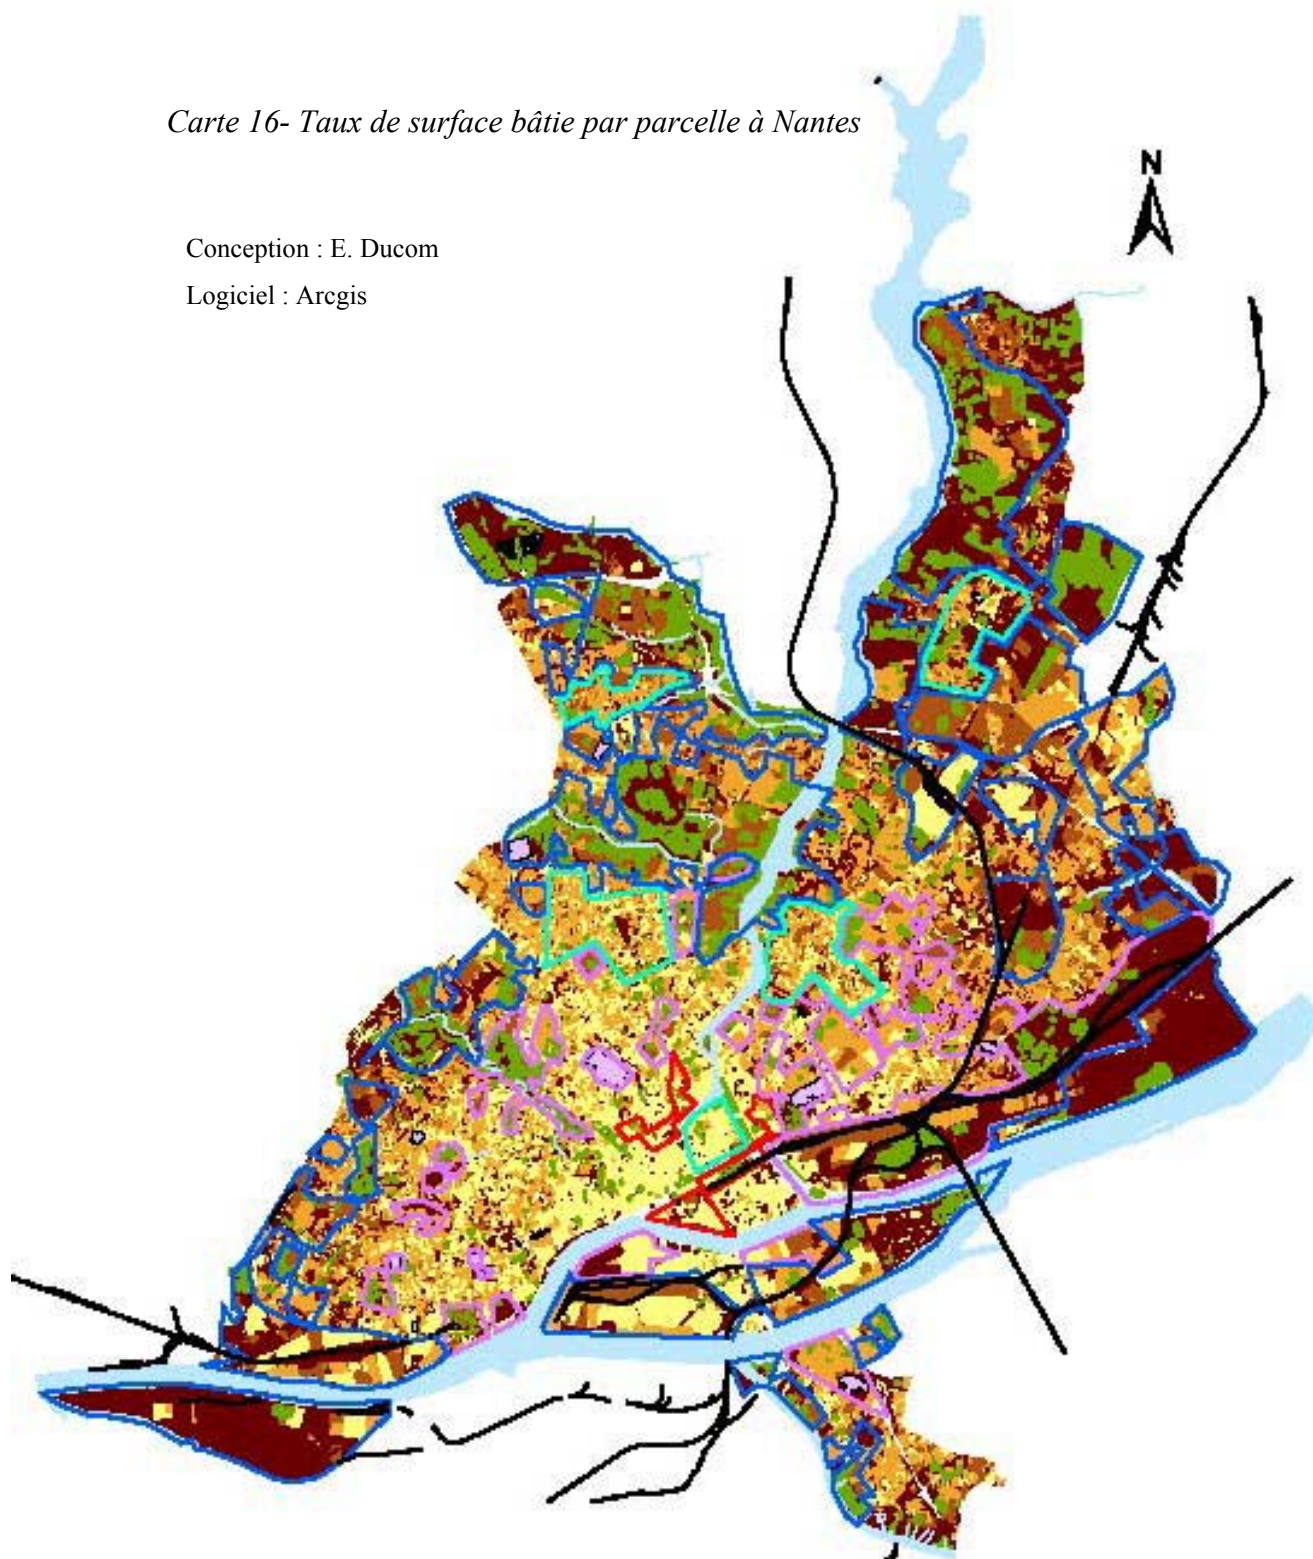 Carte 16- Taux de surface bâtie par parcelle à Nantes
N
Conception : E. Ducom
Logiciel : Arcgis